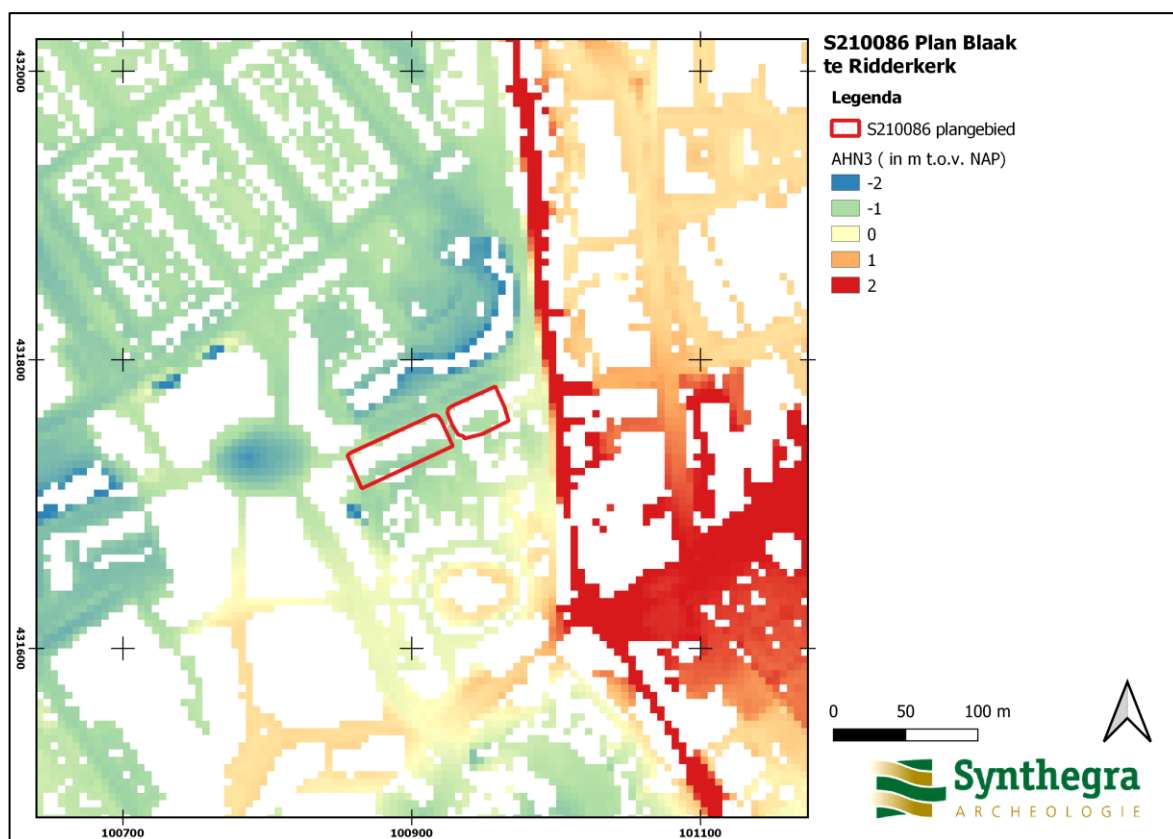 S210086 Plan Blaak
te Ridderkerk
Legenda
S210086 plangebied
AHN3 ( in m t.o.v. NAP)
-2
-1
0
1
2
432000
431800
431600
100700
100900
101100
0 50 100 m
Synthegra
ARCHEOLOGIE